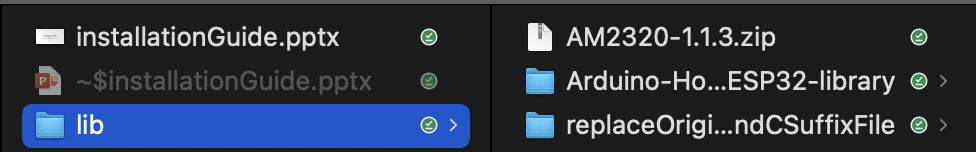 installationGuide.pptx
~$installationGuide.pptx
lib
AM2320-1.1.3.zip
Arduino-Ho...ESP32-library
replaceOrigi...ndCSuffixFile